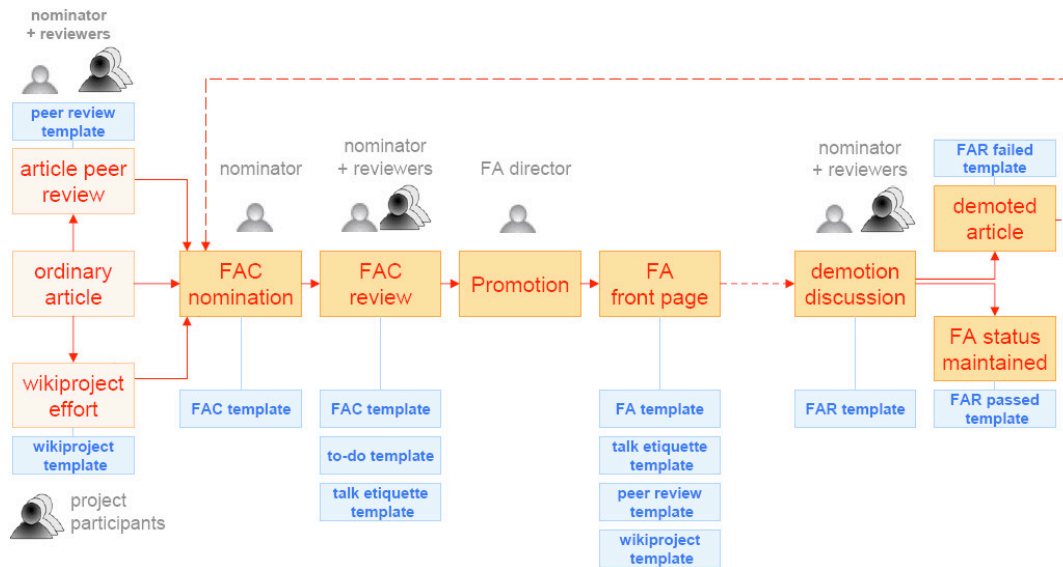 nominator
+ reviewers
peer review
template
article peer
review
ordinary
article
wikiproject
effort
wikiproject
template
project
participants
nominator
FAC
nomination
FAC template
nominator
+ reviewers
FAC
review
FAC template
to-do template
talk etiquette
template
FA director
Promotion
FA
front page
FA template
talk etiquette
template
peer review
template
wikiproject
template
nominator
+ reviewers
demotion
discussion
FAR template
FAR failed
template
demoted
article
FA status
maintained
FAR passed
template